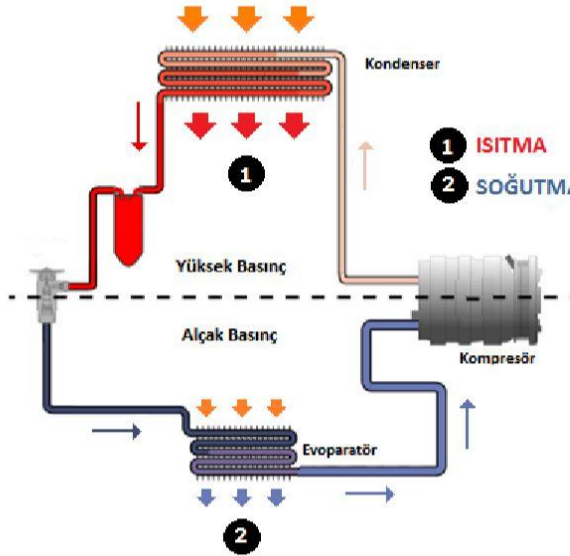 Kondenser
1 ISITMA
2 SOĞUTMA
1
Yüksek Basınç
Alçak Basınç
Kompresör
Evoparatör
2